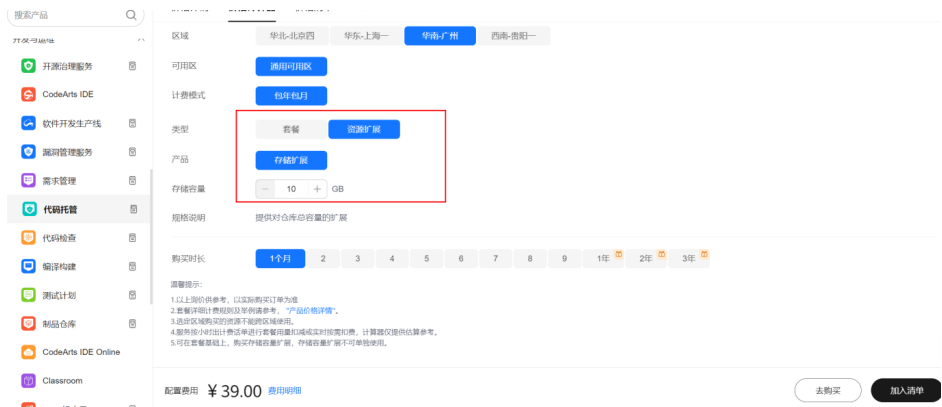 搜索产品
区域 华北-北京四 华东-上海一 华南-广州 西南-贵阳一
可用区 通用可用区
计费模式 包年包月
类型 套餐 资源扩展
产品 存储扩展
存储容量 − 10 + GB
规格说明 提供对仓库总容量的扩展
购买时长 1个月 2 3 4 5 6 7 8 9 1年 2年 3年
温馨提示:
1.以上询价供参考，以实际购买订单为准
2.套餐详细计费规则及举例请参考， "产品价格详情"。
3.选定区域购买的资源不能跨区域使用。
4.服务按小时出计费话单进行套餐用量扣减或实时按需扣费，计算器仅提供估算参考。
5.可在套餐基础上，购买存储容量扩展，存储容量扩展不可单独使用。
开源治理服务
CodeArts IDE
软件开发生产线
漏洞管理服务
需求管理
代码托管
代码检查
编译构建
测试计划
制品仓库
CodeArts IDE Online
Classroom
配置费用 ¥39.00 费用明细
去购买 加入清单